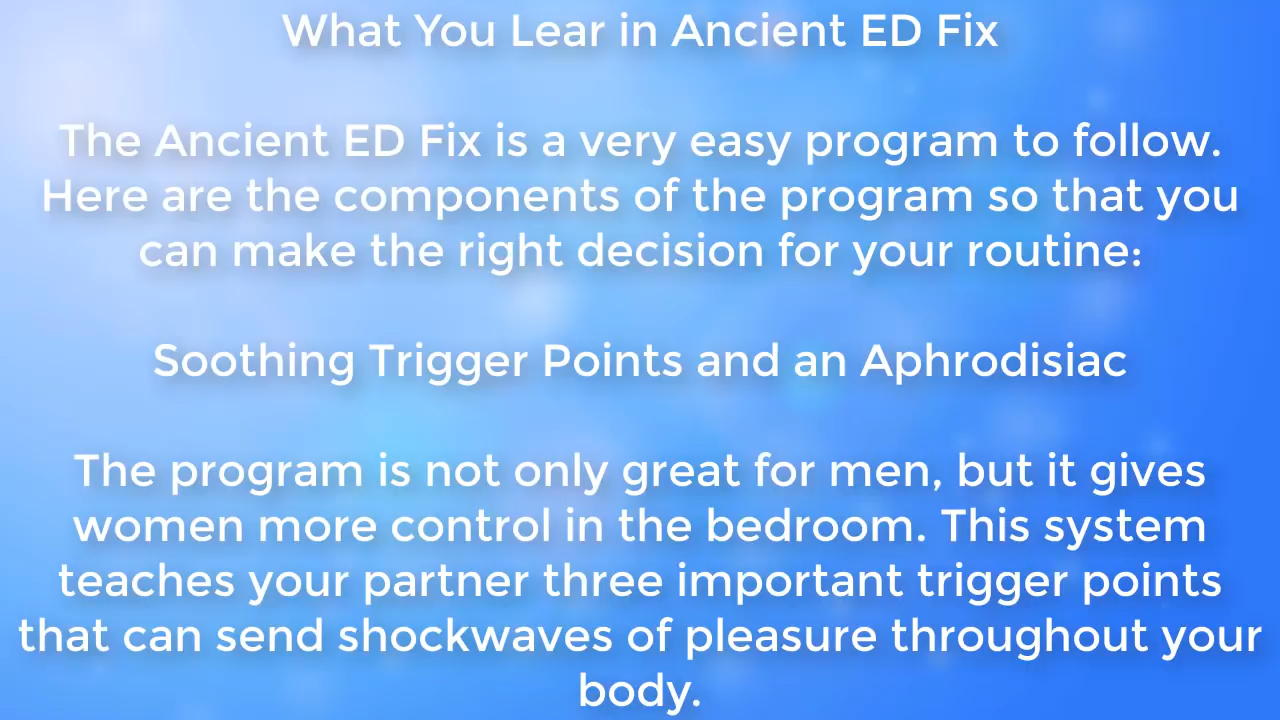 What You Lear in Ancient ED Fix
The Ancient ED Fix is a very easy program to follow.
Here are the components of the program so that you
can make the right decision for your routine:
Soothing Trigger Points and an Aphrodisiac
The program is not only great for men, but it gives
women more control in the bedroom. This system
teaches your partner three important trigger points
that can send shockwaves of pleasure throughout your
body.